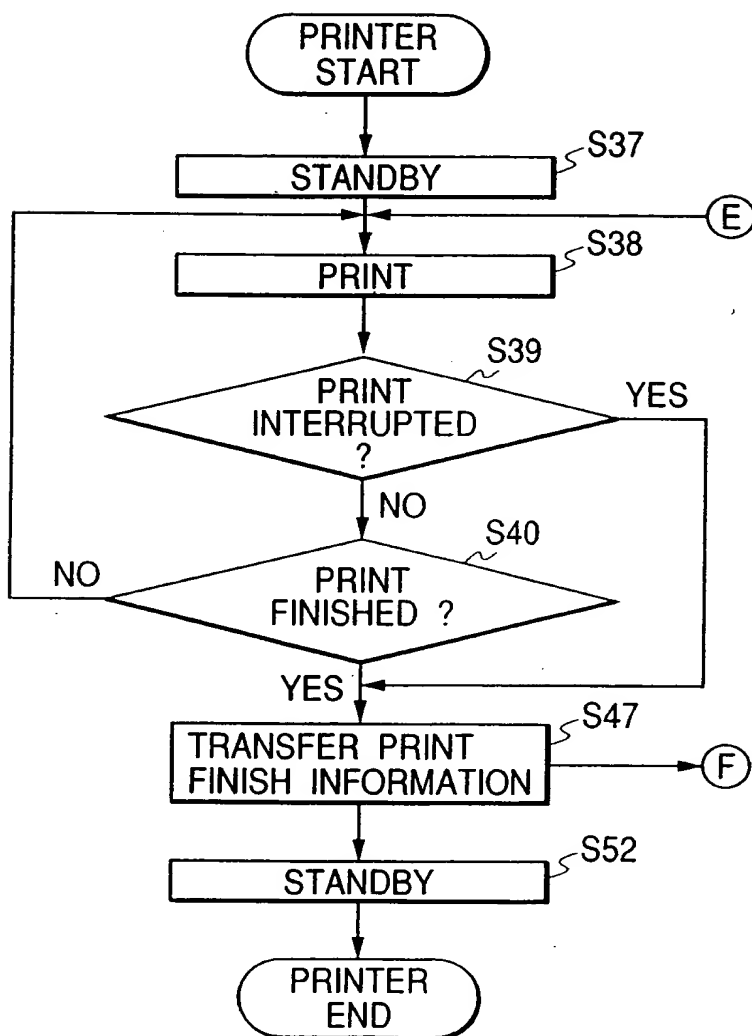 PRINTER
START
S37
STANDBY
E
S38
PRINT
S39
PRINT
INTERRUPTED
?
YES
NO
S40
NO
PRINT
FINISHED ?
YES
S47
TRANSFER PRINT
FINISH INFORMATION
F
S52
STANDBY
PRINTER
END